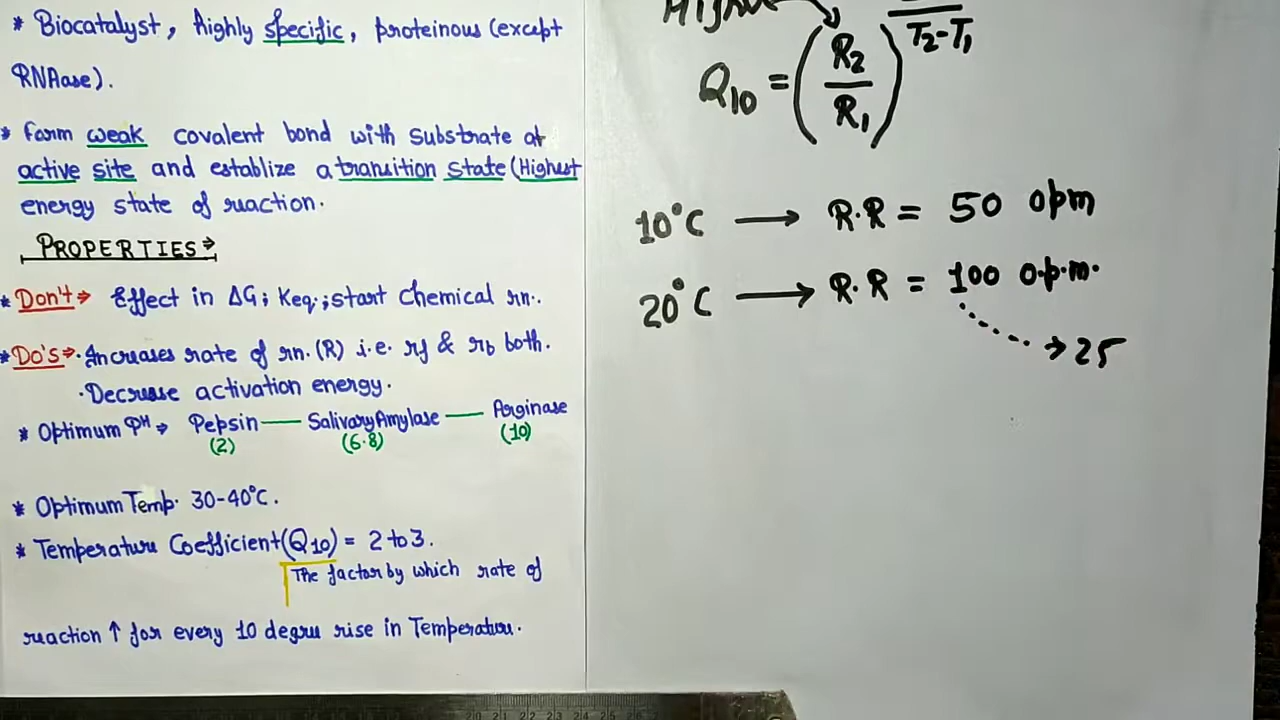 * Biocatalyst, highly specific, proteinous (except
RNAase).
* Form weak covalent bond with substrate at
active site and establize a transition state (Highest
energy state of reaction.
PROPERTIES⇒
* Don't ⇒ Effect in ΔG; Keq.; start chemical rn..
* Do's ⇒ · Increases rate of rn. (R) i.e. rf & rb both.
· Decrease activation energy.
* Optimum pH ⇒ Pepsin — Salivary Amylase — Arginase
(2) (6.8) (10)
* Optimum Temp. 30-40°C.
* Temperature Coefficient (Q10) = 2 to 3.
The factor by which rate of
reaction ↑ for every 10 degree rise in Temperature.
T2-T1
Q10 = (R2/R1)
10°C → R.R = 50 opm
20°C → R.R = 100 o.p.m.
→ 25